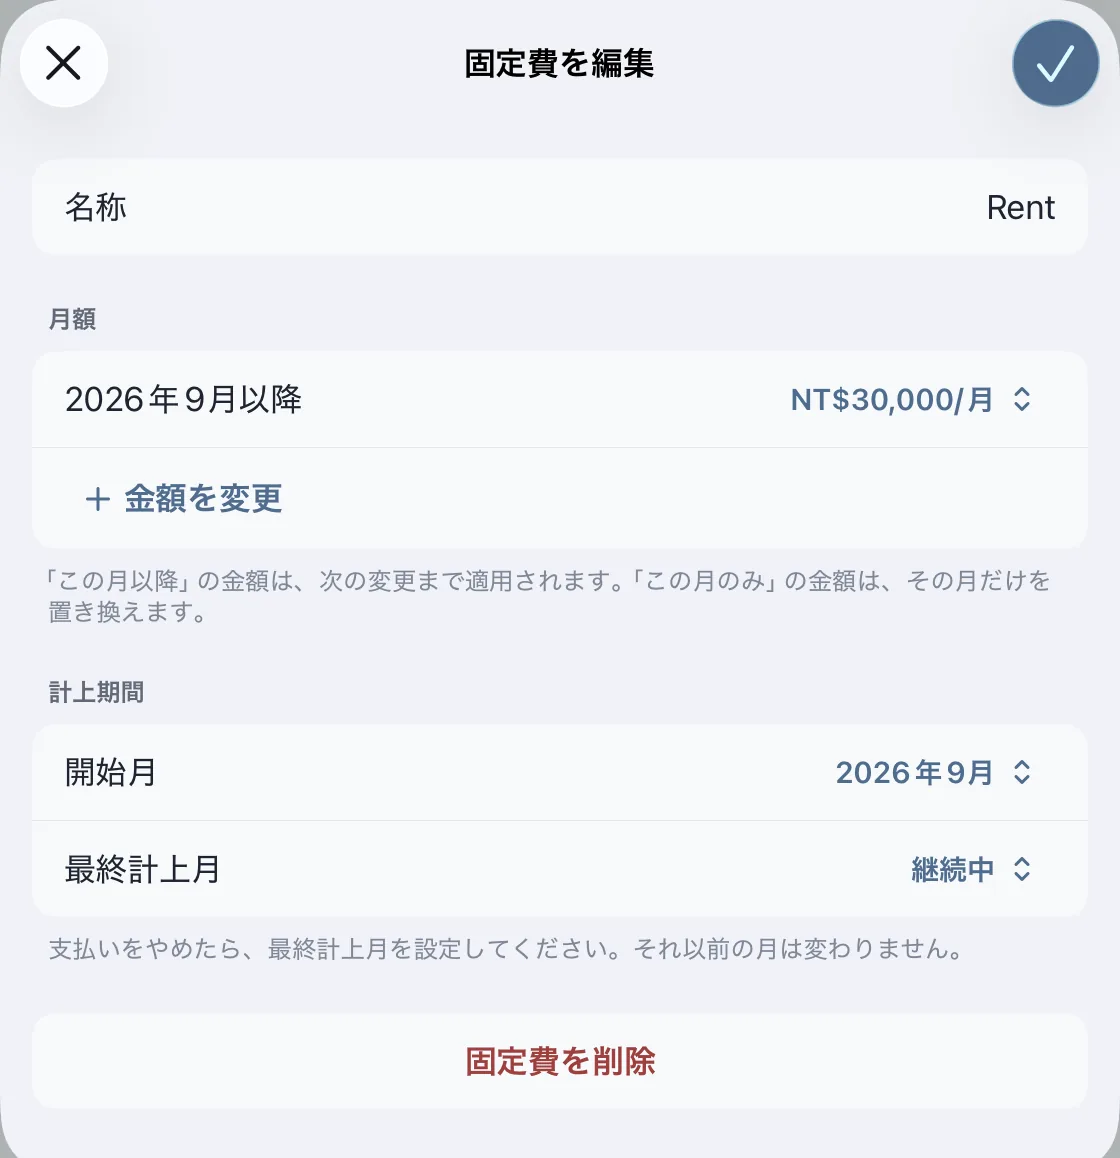 固定費を編集
名称 Rent
月額
2026年9月以降 NT$30,000/月
+ 金額を変更
「この月以降」の金額は、次の変更まで適用されます。「この月のみ」の金額は、その月だけを
置き換えます。
計上期間
開始月 2026年9月
最終計上月 継続中
支払いをやめたら、最終計上月を設定してください。それ以前の月は変わりません。
固定費を削除